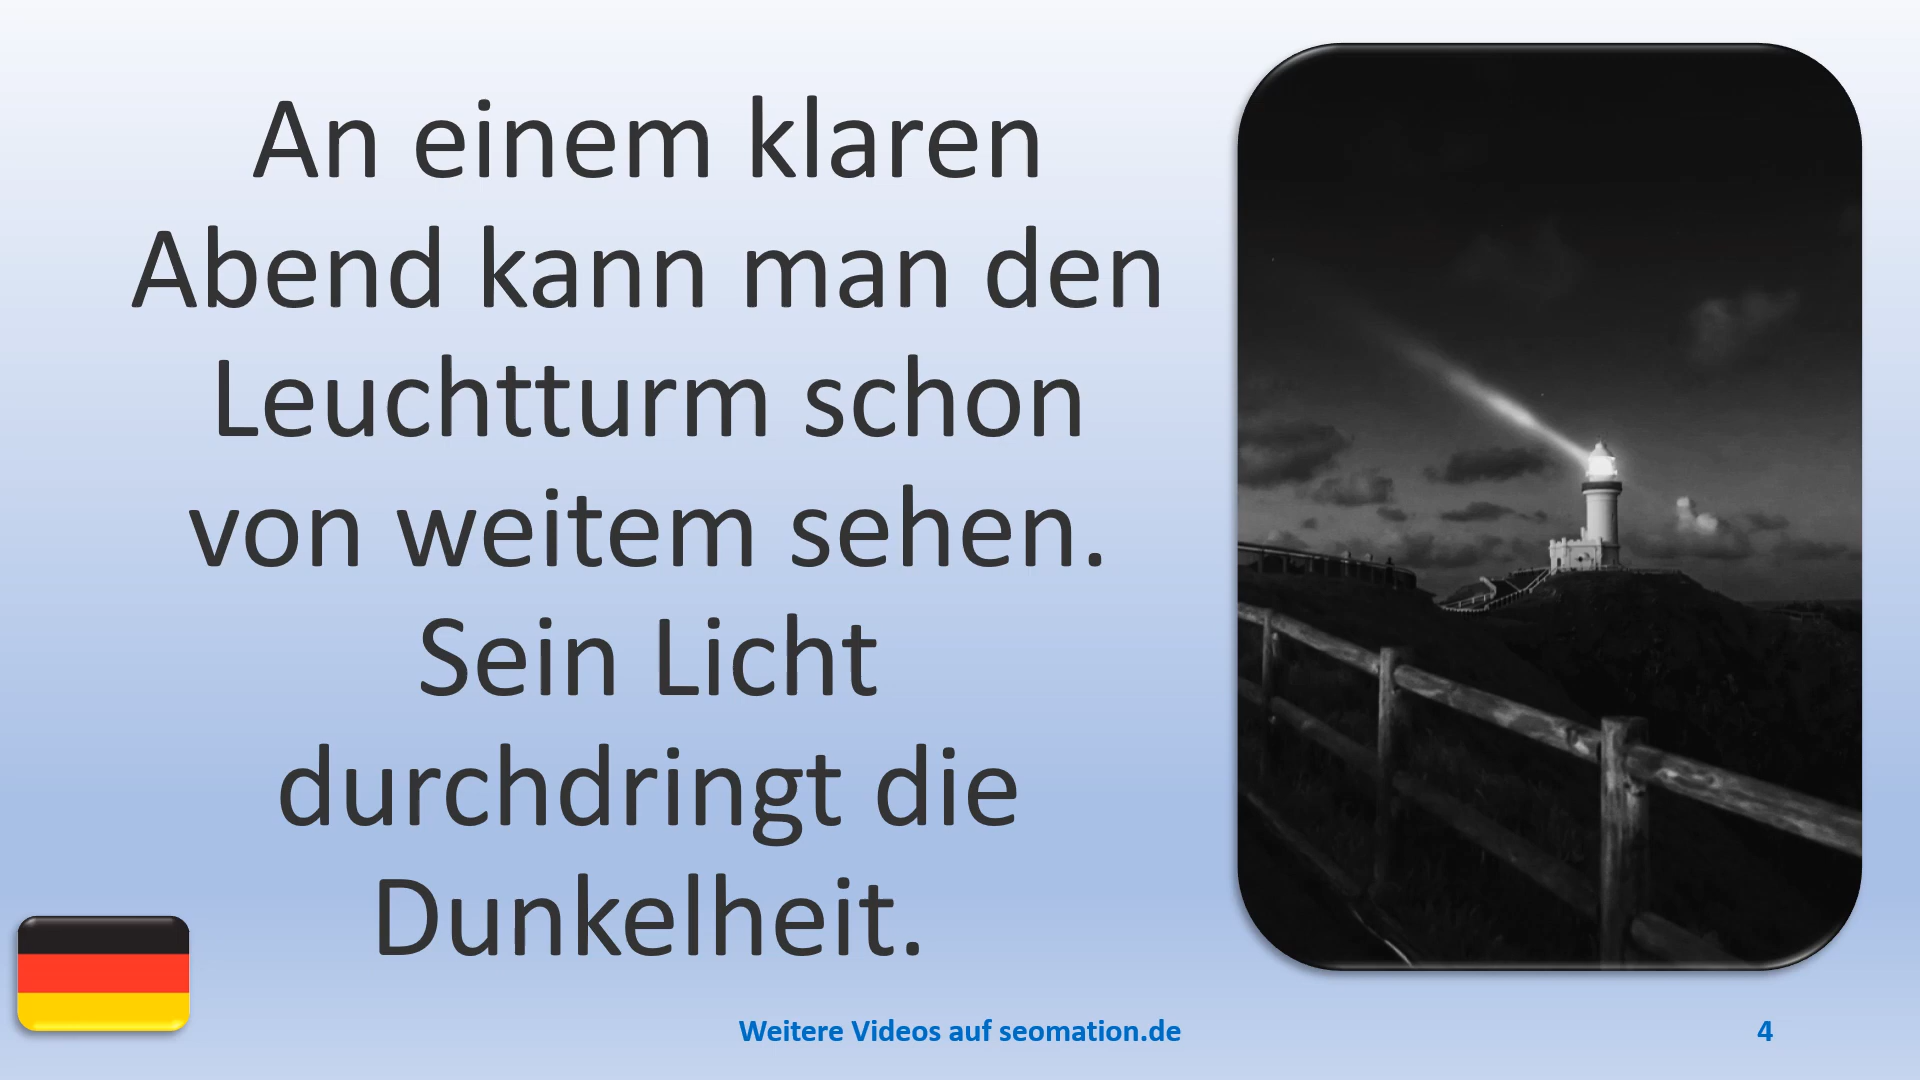 An einem klaren
Abend kann man den
Leuchtturm schon
von weitem sehen.
Sein Licht
durchdringt die
Dunkelheit.
Weitere Videos auf seomation.de
4